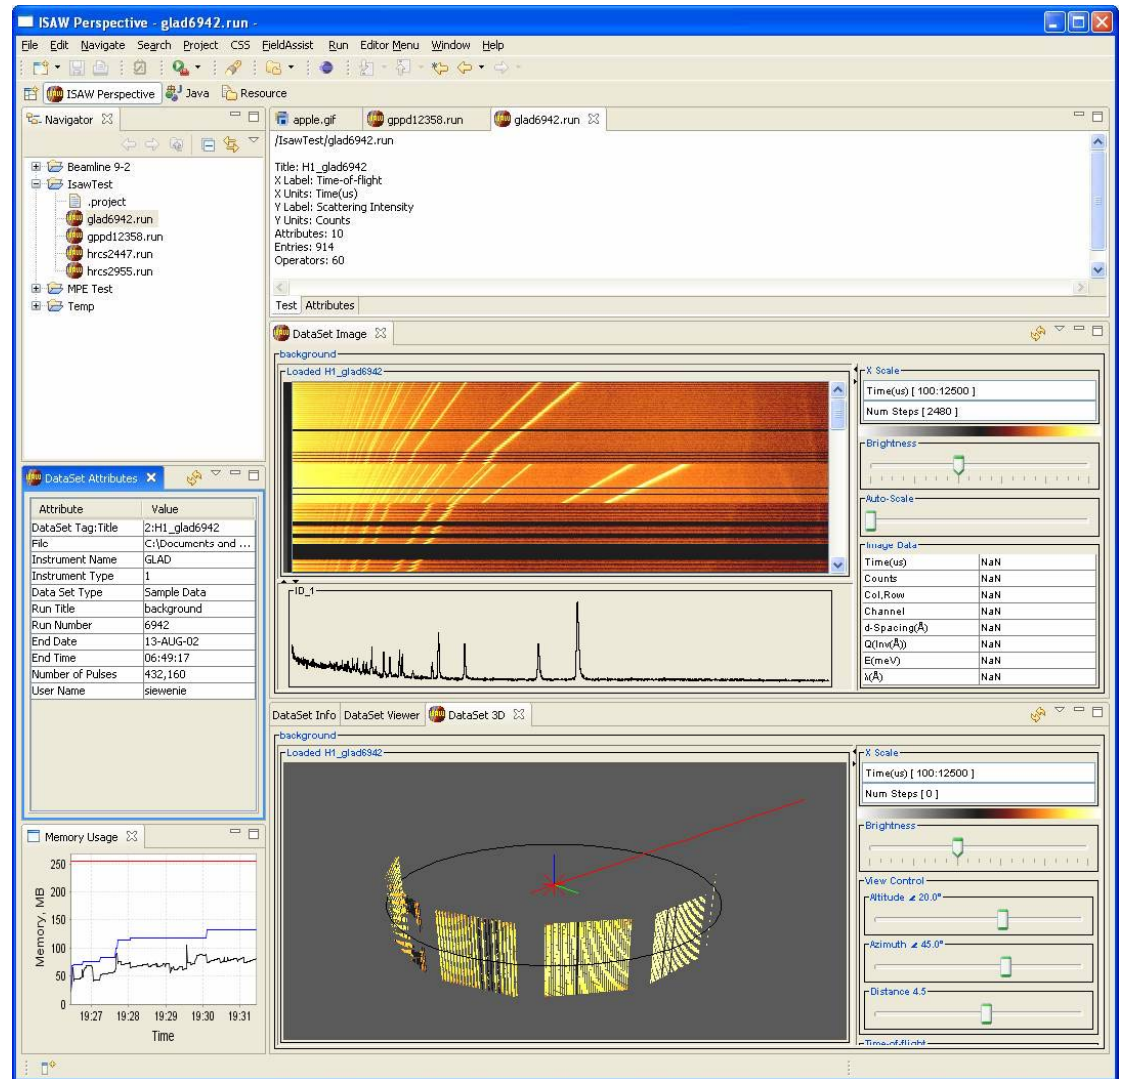 ISAW Perspective - glad6942.run -
File Edit Navigate Search Project CSS FieldAssist Run Editor Menu Window Help
ISAW Perspective Java Resource
Navigator
Beamline 9-2
IsawTest
.project
glad6942.run
gppd12358.run
hrcs2447.run
hrcs2955.run
MPE Test
Temp
apple.gif gppd12358.run glad6942.run
/IsawTest/glad6942.run
Title: H1_glad6942
X Label: Time-of-flight
X Units: Time(us)
Y Label: Scattering Intensity
Y Units: Counts
Attributes: 10
Entries: 914
Operators: 60
Test Attributes
DataSet Image
background
Loaded H1_glad6942
X Scale
Time(us) [ 100:12500 ]
Num Steps [ 2480 ]
Brightness
Auto-Scale
Image Data
Time(us) NaN
Counts NaN
Col,Row NaN
Channel NaN
d-Spacing(Å) NaN
Q(Inv(Å)) NaN
E(meV) NaN
λ(Å) NaN
ID_1
DataSet Attributes
Attribute Value
DataSet Tag:Title 2:H1_glad6942
File C:\Documents and ...
Instrument Name GLAD
Instrument Type 1
Data Set Type Sample Data
Run Title background
Run Number 6942
End Date 13-AUG-02
End Time 06:49:17
Number of Pulses 432,160
User Name siewenie
DataSet Info DataSet Viewer DataSet 3D
background
Loaded H1_glad6942
X Scale
Time(us) [ 100:12500 ]
Num Steps [ 0 ]
Brightness
View Control
Altitude ∠ 20.0°
Azimuth ∠ 45.0°
Distance 4.5
Time-of-flight
Memory Usage
Memory, MB
250
200
150
100
50
0
19:27 19:28 19:29 19:30 19:31
Time